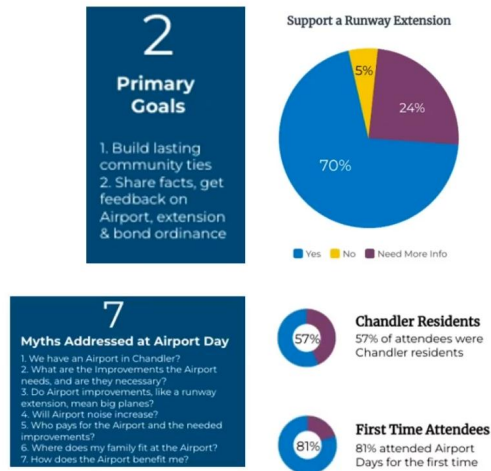 2
Primary
Goals
1. Build lasting
community ties
2. Share facts, get
feedback on
Airport, extension
& bond ordinance
Support a Runway Extension
5%
24%
70%
Yes
No
Need More Info
7
Myths Addressed at Airport Day
1. We have an Airport in Chandler?
2. What are the Improvements the Airport
needs, and are they necessary?
3. Do Airport improvements, like a runway
extension, mean big planes?
4. Will Airport noise increase?
5. Who pays for the Airport and the needed
improvements?
6. Where does my family fit at the Airport?
7. How does the Airport benefit me?
57%
Chandler Residents
57% of attendees were
Chandler residents
81%
First Time Attendees
81% attended Airport
Days for the first time